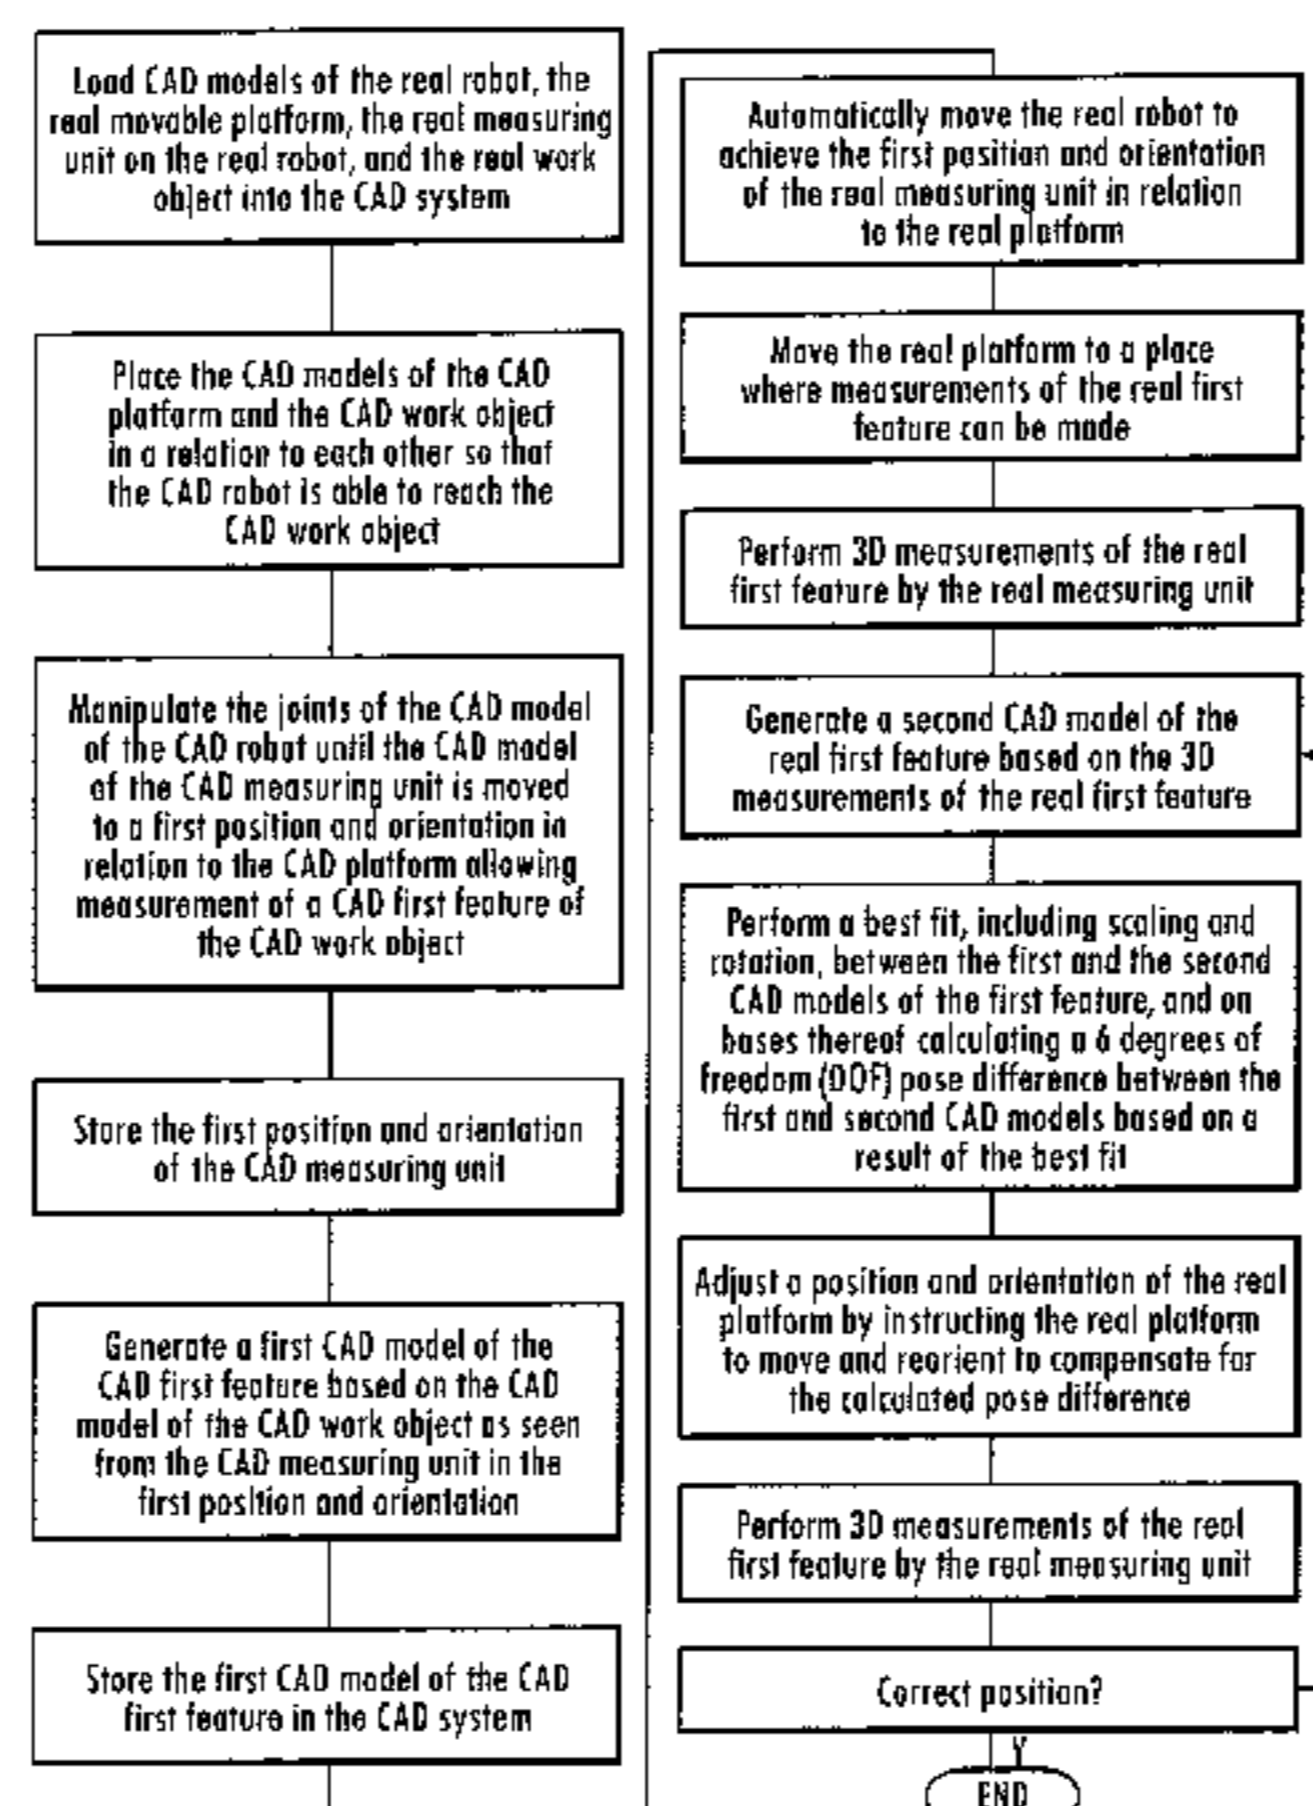 Load CAD models of the real robot, the
real movable platform, the real measuring
unit on the real robot, and the real work
object into the CAD system
Place the CAD models of the CAD
platform and the CAD work object
in a relation to each other so that
the CAD robot is able to reach the
CAD work object
Manipulate the joints of the CAD model
of the CAD robot until the CAD model
of the CAD measuring unit is moved
to a first position and orientation in
relation to the CAD platform allowing
measurement of a CAD first feature of
the CAD work object
Store the first position and orientation
of the CAD measuring unit
Generate a first CAD model of the
CAD first feature based on the CAD
model of the CAD work object as seen
from the CAD measuring unit in the
first position and orientation
Store the first CAD model of the CAD
first feature in the CAD system
Automatically move the real robot to
achieve the first position and orientation
of the real measuring unit in relation
to the real platform
Move the real platform to a place
where measurements of the real first
feature can be made
Perform 3D measurements of the real
first feature by the real measuring unit
Generate a second CAD model of the
real first feature based on the 3D
measurements of the real first feature
Perform a best fit, including scaling and
rotation, between the first and the second
CAD models of the first feature, and on
bases thereof calculating a 6 degrees of
freedom (DOF) pose difference between the
first and second CAD models based on a
result of the best fit
Adjust a position and orientation of the real
platform by instructing the real platform
to move and reorient to compensate for
the calculated pose difference
Perform 3D measurements of the real
first feature by the real measuring unit
Correct position?
Y
END